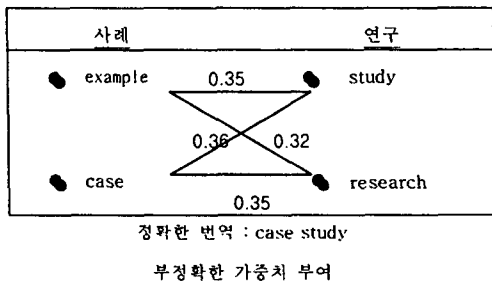 사례 연구
example 0.35 study
0.36 0.32
case research
0.35
정확한 번역 : case study
부정확한 가중치 부여